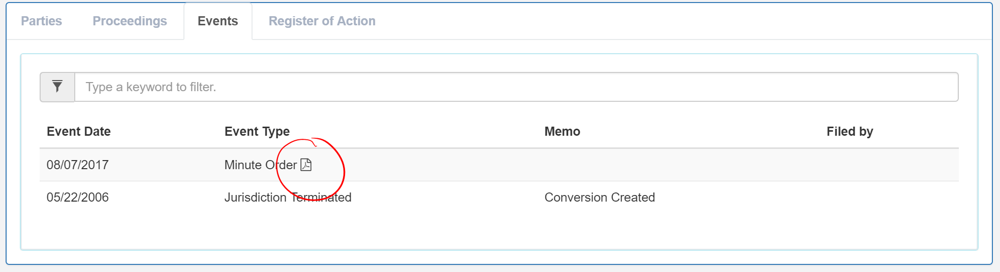 Parties Proceedings Events Register of Action
Type a keyword to filter.
Event Date Event Type Memo Filed by
08/07/2017 Minute Order
05/22/2006 Jurisdiction Terminated Conversion Created